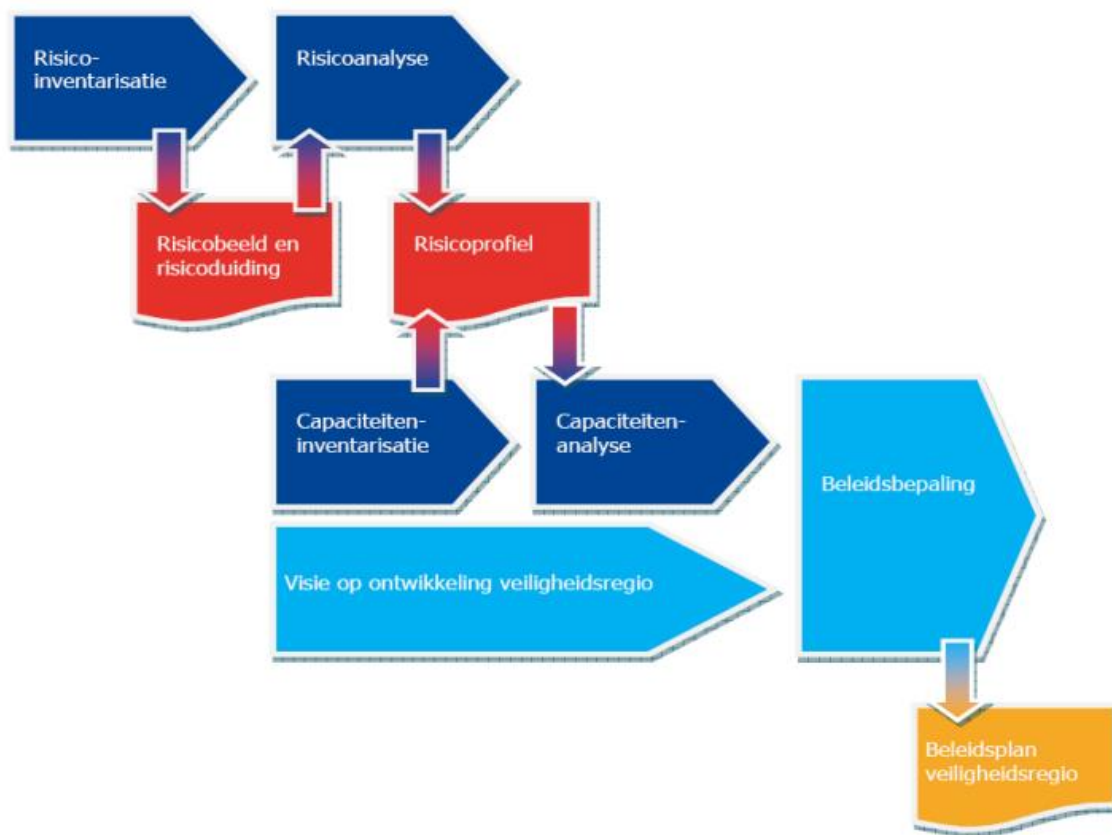 Risico-
inventarisatie
Risicoanalyse
Risicobeeld en
risicoduiding
Risicoprofiel
Capaciteiten-
inventarisatie
Capaciteiten-
analyse
Beleidsbepaling
Visie op ontwikkeling veiligheidsregio
Beleidsplan
veiligheidsregio